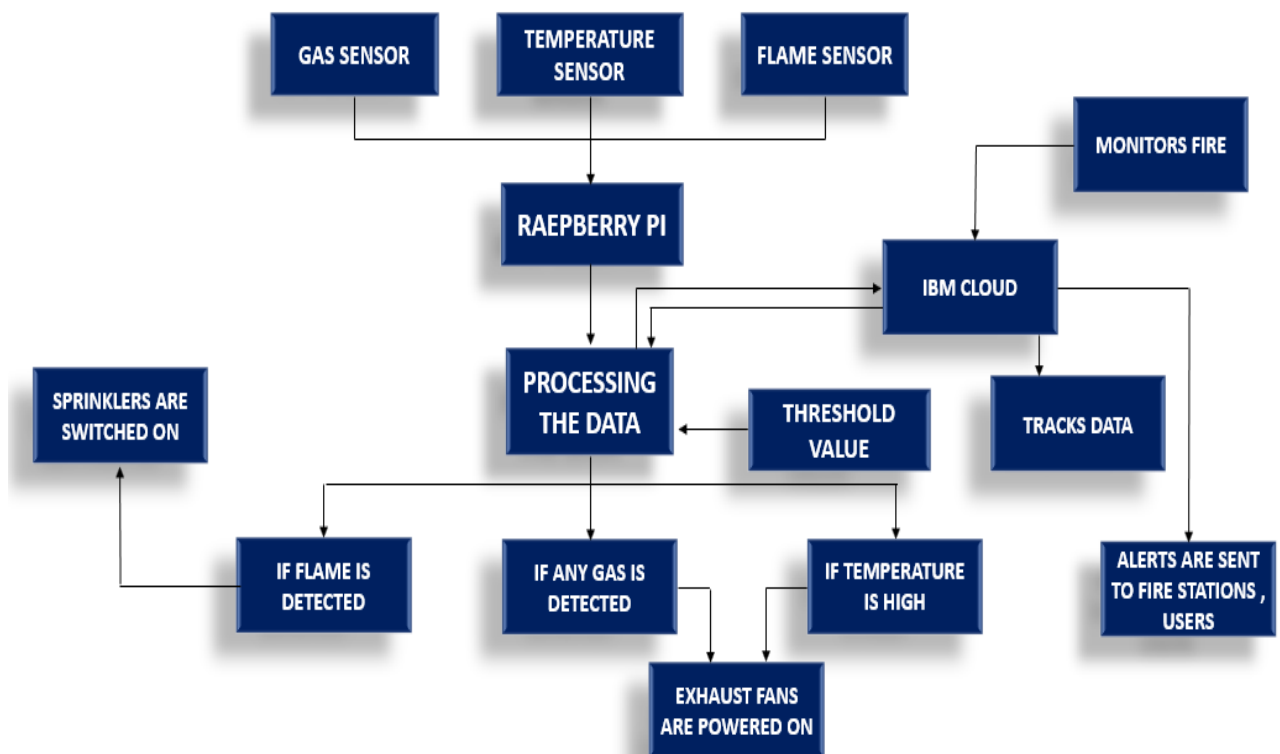 GAS SENSOR
TEMPERATURE
SENSOR
FLAME SENSOR
MONITORS FIRE
RAEPBERRY PI
IBM CLOUD
PROCESSING
THE DATA
THRESHOLD
VALUE
TRACKS DATA
SPRINKLERS ARE
SWITCHED ON
IF FLAME IS
DETECTED
IF ANY GAS IS
DETECTED
IF TEMPERATURE
IS HIGH
ALERTS ARE SENT
TO FIRE STATIONS ,
USERS
EXHAUST FANS
ARE POWERED ON